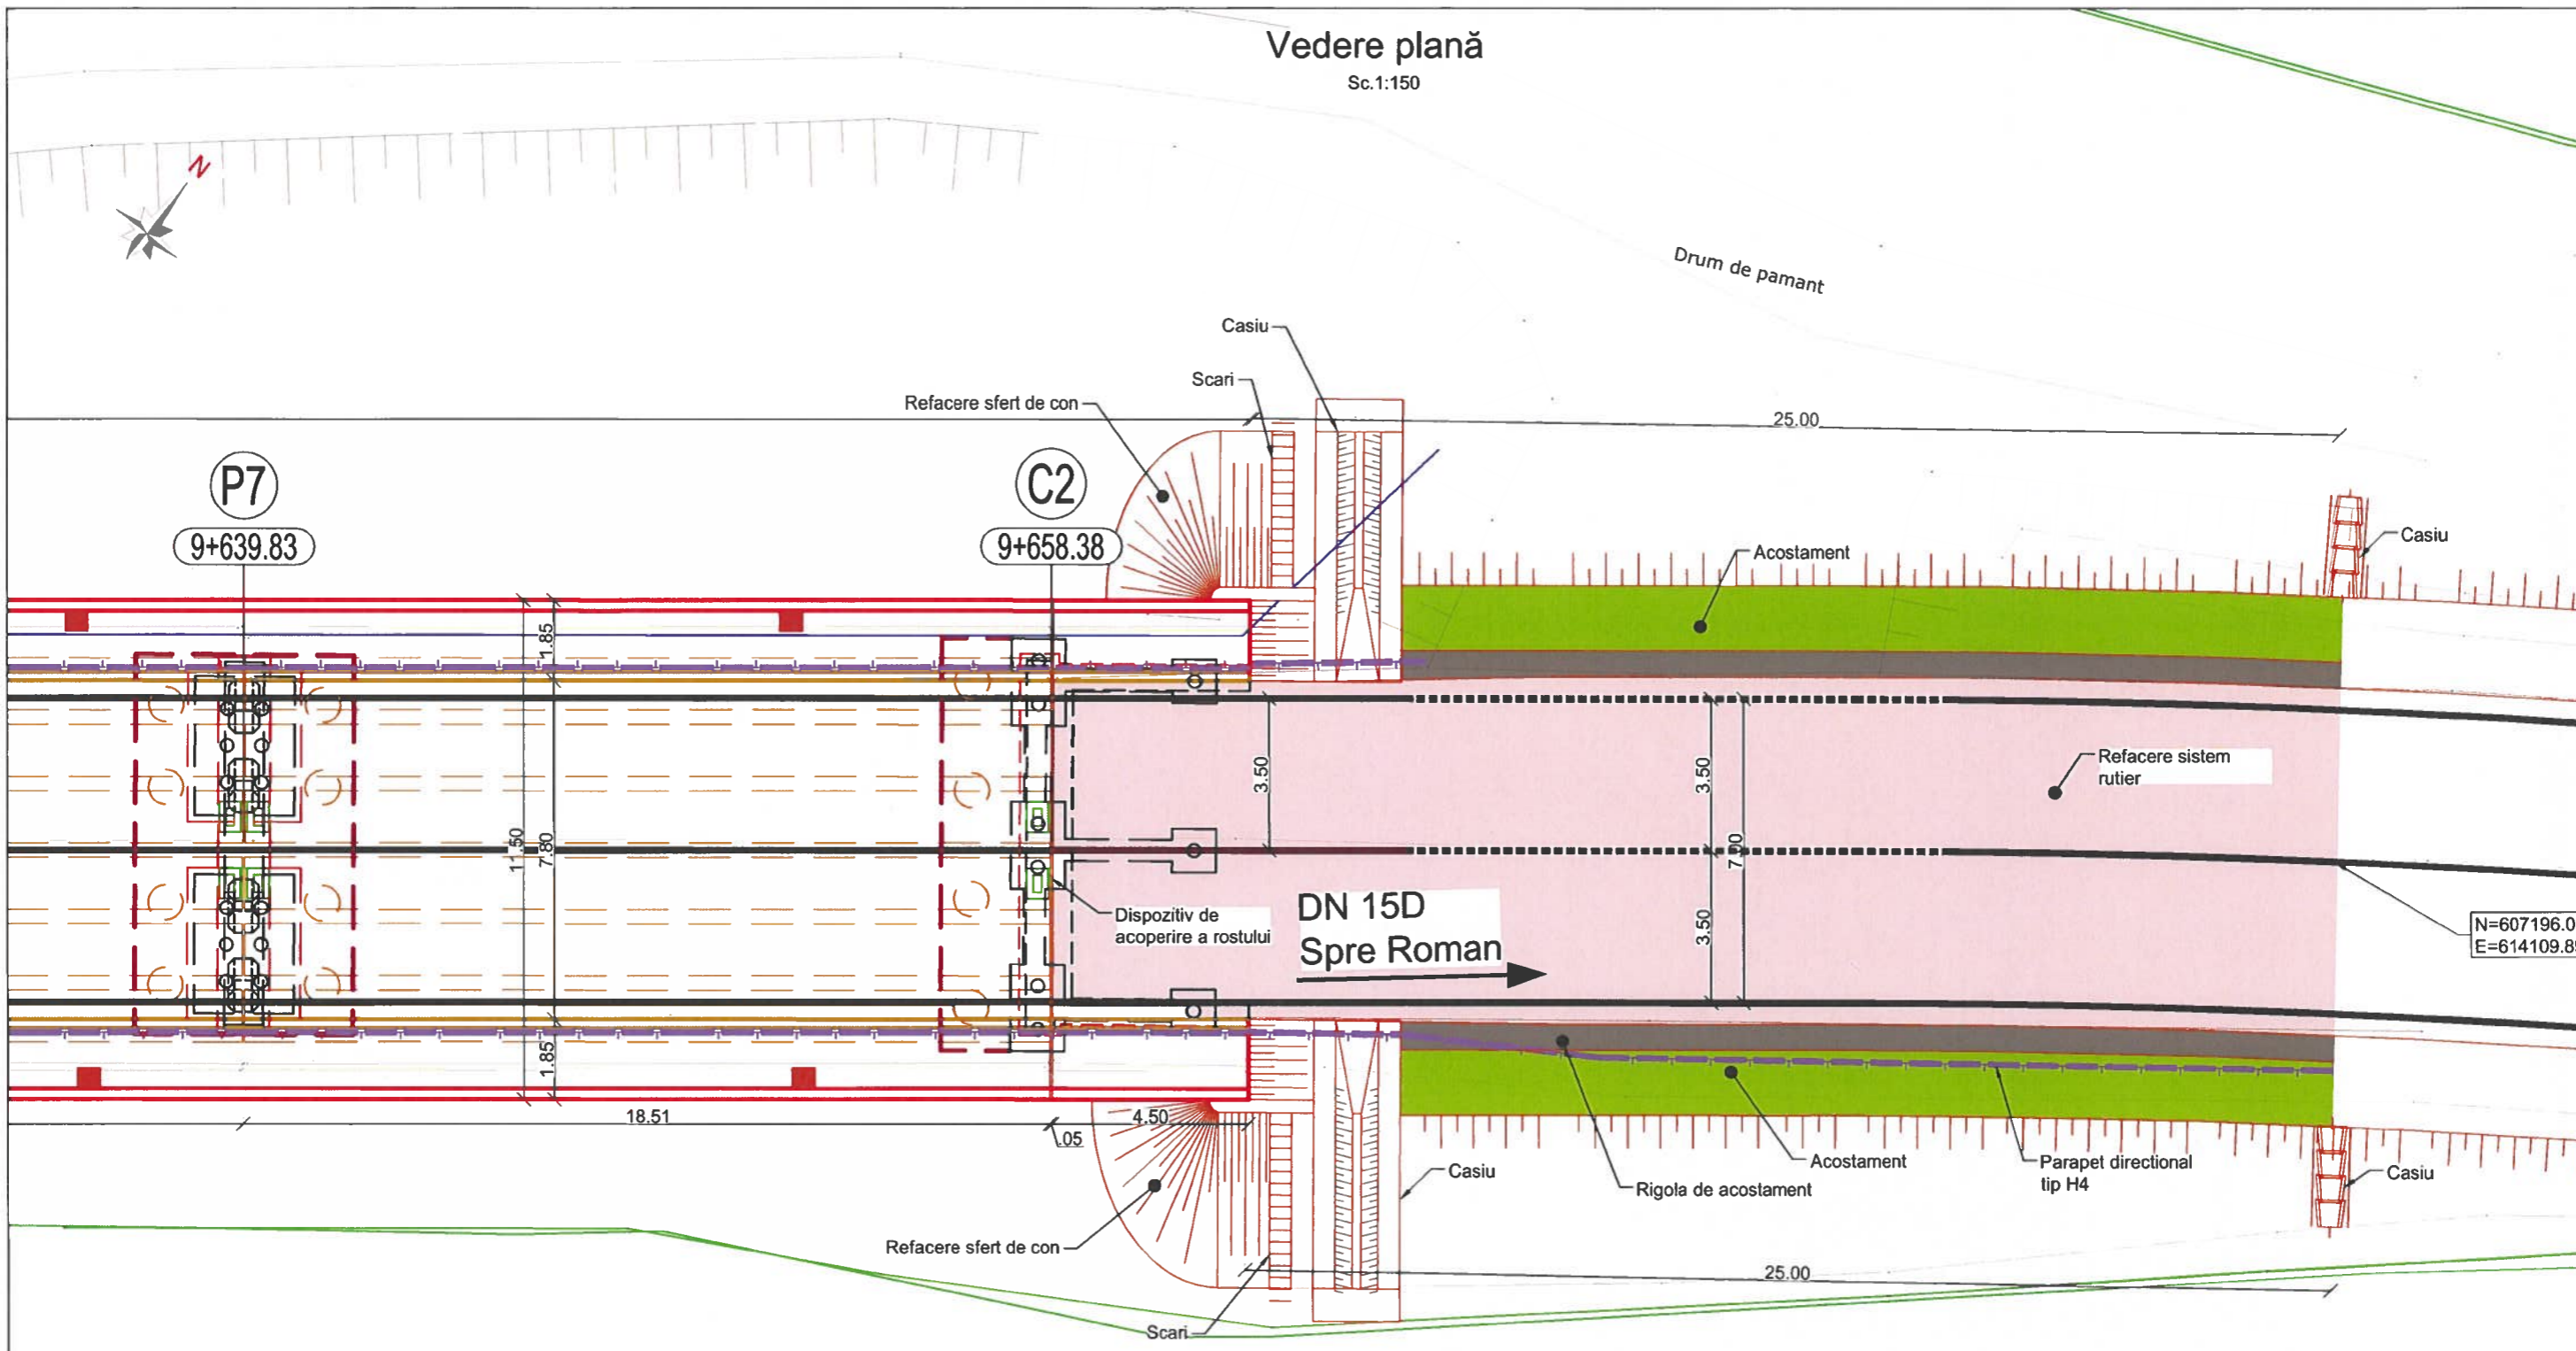 Vedere plană
Sc.1:150
N
Drum de pamant
Casiu
Scari
Refacere sfert de con
25.00
P7
C2
9+639.83
9+658.38
Casiu
Acostament
1.85
3.50
3.50
Refacere sistem
rutier
11.50
7.80
7.00
DN 15D
Spre Roman
Dispozitiv de
acoperire a rostului
3.50
N=607196.0
E=614109.8
1.85
18.51
4.50
.05
Casiu
Rigola de acostament
Acostament
Parapet directional
tip H4
Casiu
Refacere sfert de con
25.00
Scari